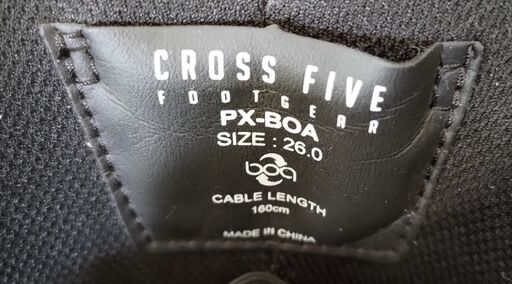 CROSS FIVE
FOOTGEAR
PX-BOA
SIZE : 26.0
boa
CABLE LENGTH
160cm
MADE IN CHINA